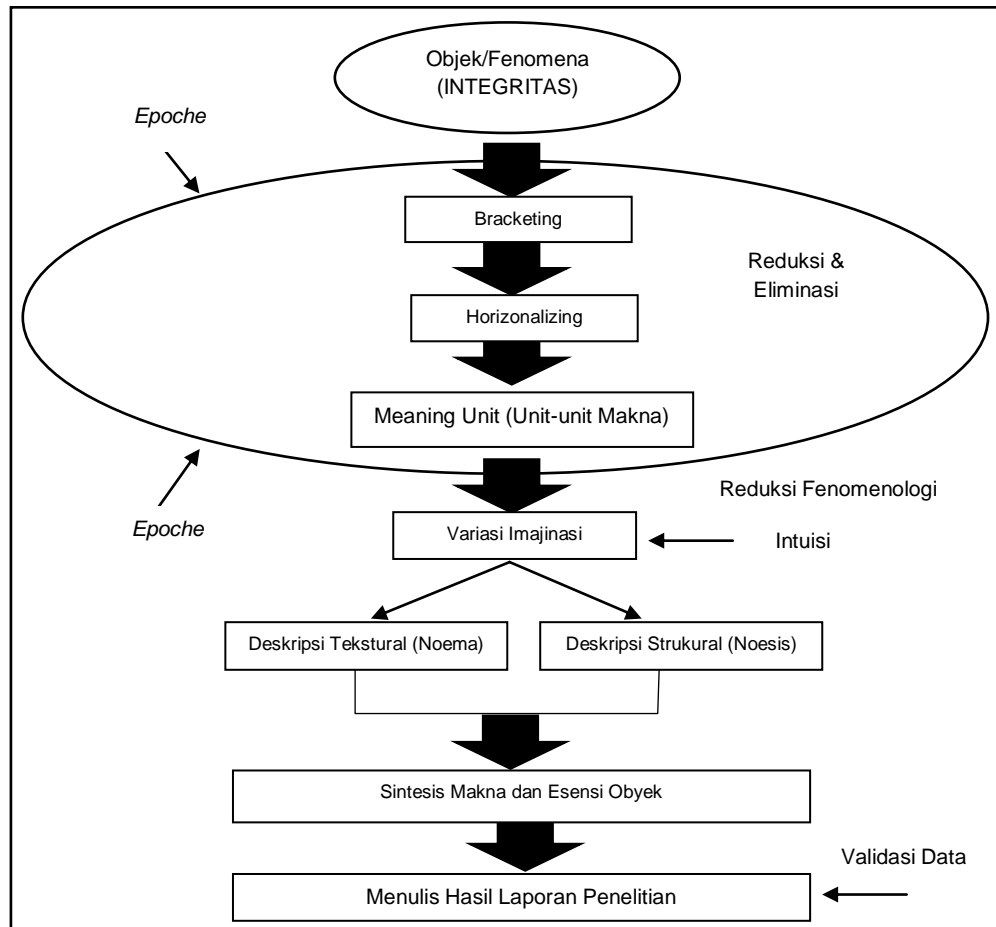 Objek/Fenomena
(INTEGRITAS)
Epoche
Bracketing
Reduksi &
Eliminasi
Horizonalizing
Meaning Unit (Unit-unit Makna)
Reduksi Fenomenologi
Epoche
Variasi Imajinasi
Intuisi
Deskripsi Tekstural (Noema)
Deskripsi Strukural (Noesis)
Sintesis Makna dan Esensi Obyek
Validasi Data
Menulis Hasil Laporan Penelitian